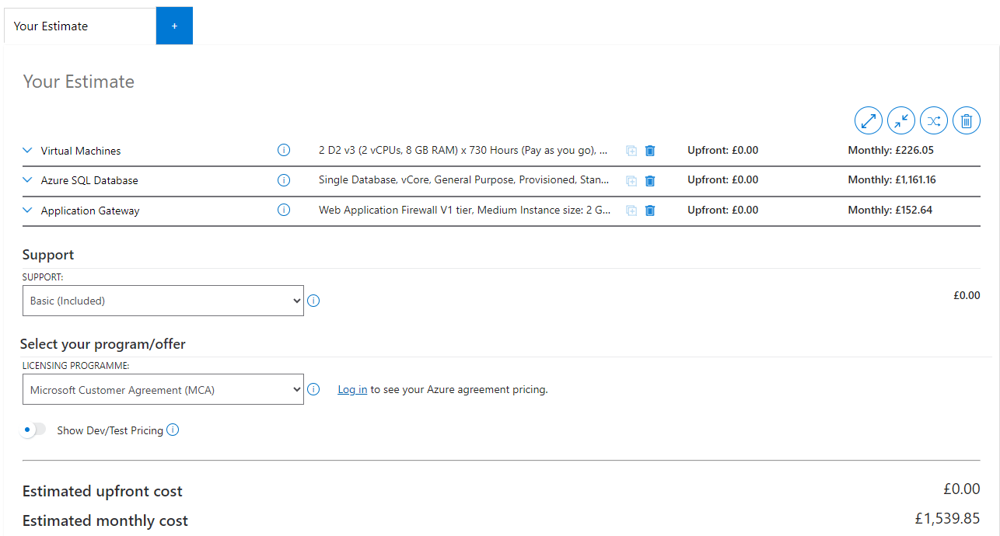 Your Estimate
+
Your Estimate
Virtual Machines 2 D2 v3 (2 vCPUs, 8 GB RAM) x 730 Hours (Pay as you go), ... Upfront: £0.00 Monthly: £226.05
Azure SQL Database Single Database, vCore, General Purpose, Provisioned, Stan... Upfront: £0.00 Monthly: £1,161.16
Application Gateway Web Application Firewall V1 tier, Medium Instance size: 2 G... Upfront: £0.00 Monthly: £152.64
Support
SUPPORT:
Basic (Included) £0.00
Select your program/offer
LICENSING PROGRAMME:
Microsoft Customer Agreement (MCA) Log in to see your Azure agreement pricing.
Show Dev/Test Pricing
Estimated upfront cost £0.00
Estimated monthly cost £1,539.85